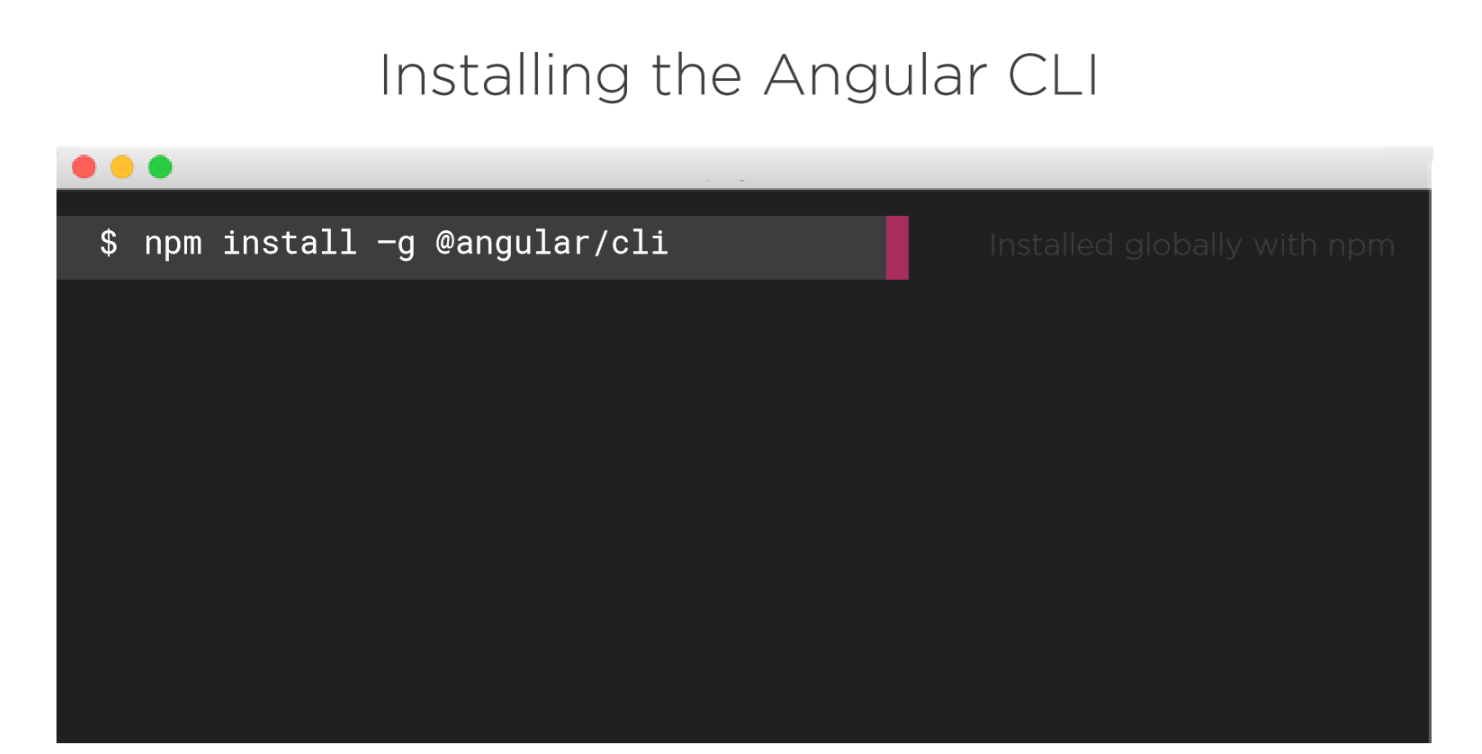 Installing the Angular CLI
$ npm install –g @angular/cli
Installed globally with npm